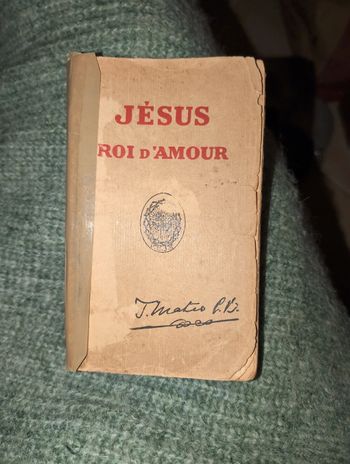 JÉSUS
ROI D'AMOUR
J. Mateo